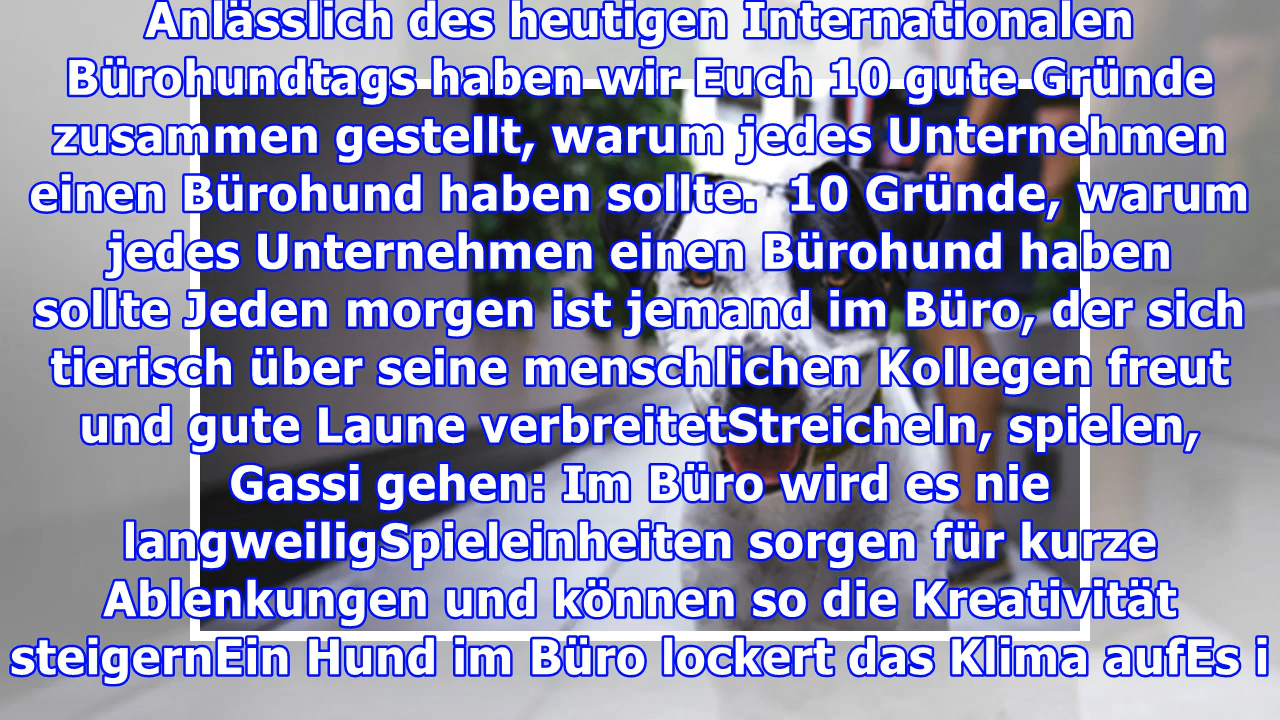 Anlässlich des heutigen Internationalen
Bürohundtags haben wir Euch 10 gute Gründe
zusammen gestellt, warum jedes Unternehmen
einen Bürohund haben sollte.  10 Gründe, warum
jedes Unternehmen einen Bürohund haben
sollte Jeden morgen ist jemand im Büro, der sich
tierisch über seine menschlichen Kollegen freut
und gute Laune verbreitetStreicheln, spielen,
Gassi gehen: Im Büro wird es nie
langweiligSpieleinheiten sorgen für kurze
Ablenkungen und können so die Kreativität
steigernEin Hund im Büro lockert das Klima aufEs i